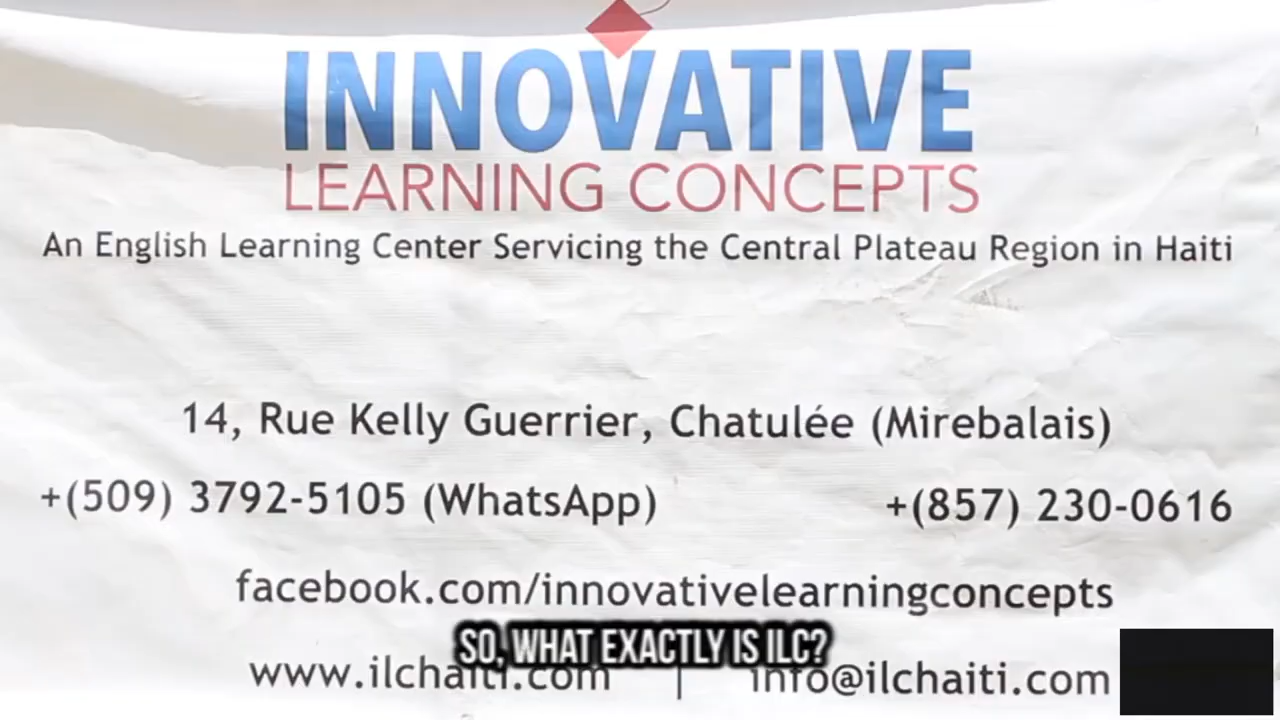 INNOVATIVE
LEARNING CONCEPTS
An English Learning Center Servicing the Central Plateau Region in Haiti
14, Rue Kelly Guerrier, Chatulée (Mirebalais)
+(509) 3792-5105 (WhatsApp) +(857) 230-0616
facebook.com/innovativelearningconcepts
SO, WHAT EXACTLY IS ILC?
www.ilchaiti.com | info@ilchaiti.com